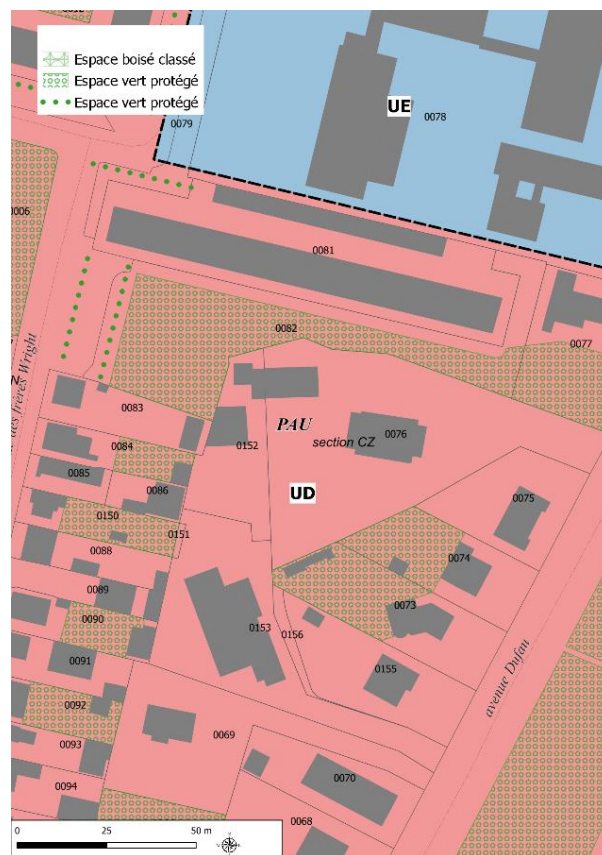 Espace boisé classé
Espace vert protégé
Espace vert protégé
0079
UE
0078
0081
0082
0077
des frères Wright
0083
0152
PAU
section CZ
0076
0084
0085
0086
UD
0075
0150
0151
0088
0074
0089
0073
0090
0153
0156
0091
0155
avenue Dufau
0092
0069
0093
0070
0094
0068
0 25 50 m